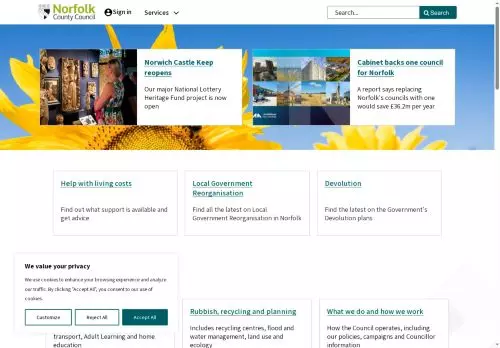 Norfolk
County Council
Sign in
Services
Search...
Search
Norwich Castle Keep
reopens
Our major National Lottery
Heritage Fund project is now
open
Cabinet backs one council
for Norfolk
A report says replacing
Norfolk's councils with one
would save £36.2m per year
Help with living costs
Find out what support is available and
get advice
Local Government
Reorganisation
Find all the latest on Local
Government Reorganisation in Norfolk
Devolution
Find the latest on the Government's
Devolution plans
We value your privacy
We use cookies to enhance your browsing experience and analyze
our traffic. By clicking "Accept All", you consent to our use of
cookies.
Customize
Reject All
Accept All
transport, Adult Learning and home
education
Rubbish, recycling and planning
Includes recycling centres, flood and
water management, land use and
ecology
What we do and how we work
How the Council operates, including
our policies, campaigns and Councillor
information